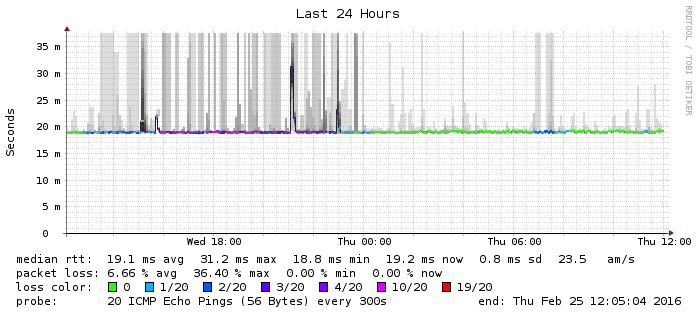 Last 24 Hours
RRDTOOL / TOBI OETIKER
Seconds
35 m
30 m
25 m
20 m
15 m
10 m
5 m
0
Wed 18:00 Thu 00:00 Thu 06:00 Thu 12:00
median rtt: 19.1 ms avg 31.2 ms max 18.8 ms min 19.2 ms now 0.8 ms sd 23.5 am/s
packet loss: 6.66 % avg 36.40 % max 0.00 % min 0.00 % now
loss color: 0 1/20 2/20 3/20 4/20 10/20 19/20
probe: 20 ICMP Echo Pings (56 Bytes) every 300s end: Thu Feb 25 12:05:04 2016